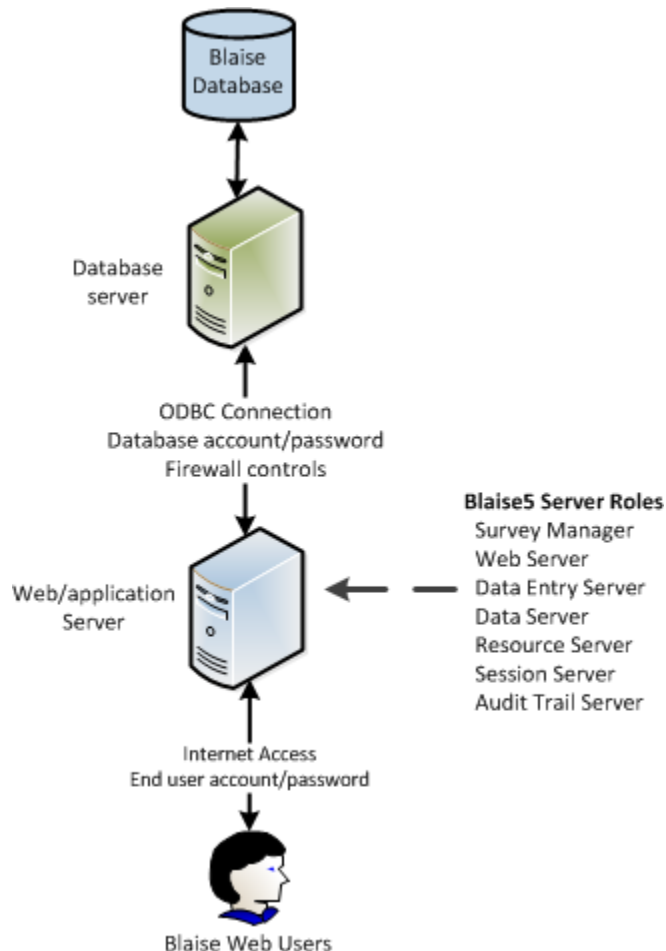 Blaise
Database
Database
server
ODBC Connection
Database account/password
Firewall controls
Blaise5 Server Roles
Survey Manager
Web Server
Data Entry Server
Data Server
Resource Server
Session Server
Audit Trail Server
Web/application
Server
Internet Access
End user account/password
Blaise Web Users